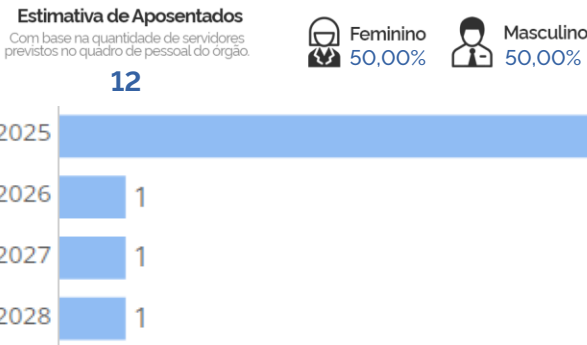 Estimativa de Aposentados
Com base na quantidade de servidores
previstos no quadro de pessoal do órgão.
12
Feminino
50,00%
Masculino
50,00%
2025
2026
1
2027
1
2028
1